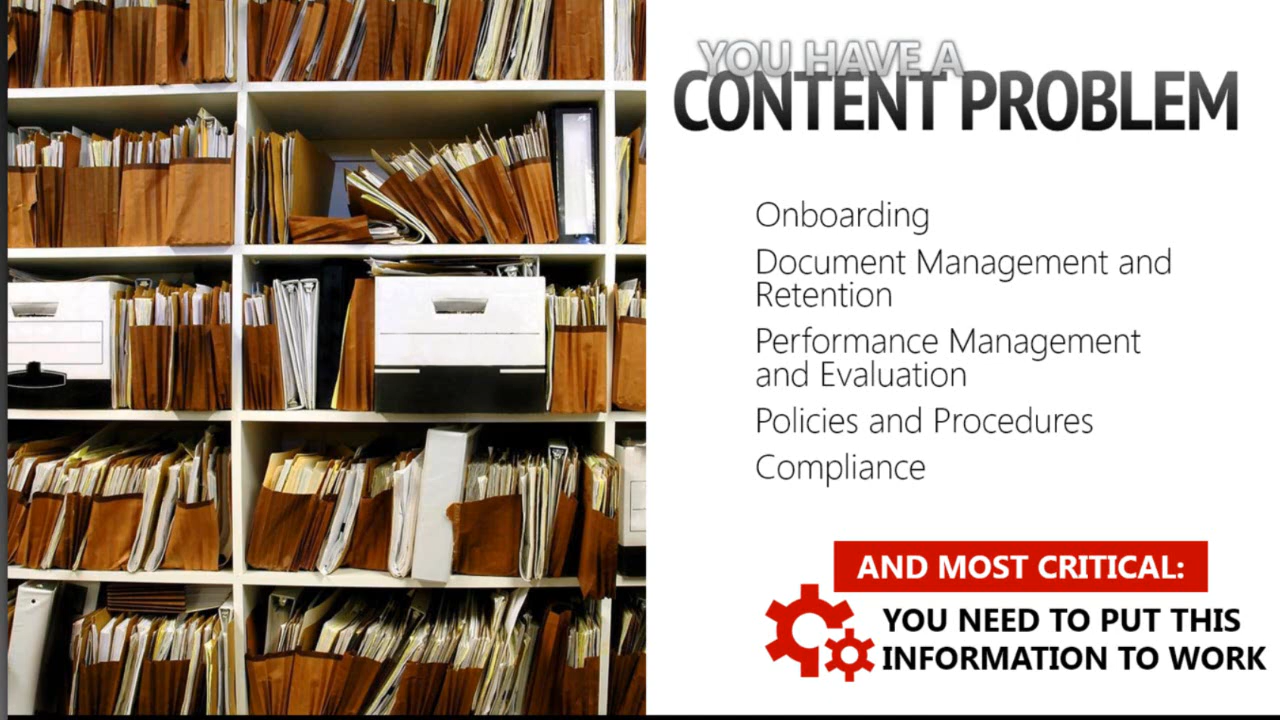 YOU HAVE A
CONTENT PROBLEM
Onboarding
Document Management and
Retention
Performance Management
and Evaluation
Policies and Procedures
Compliance
AND MOST CRITICAL:
YOU NEED TO PUT THIS
INFORMATION TO WORK